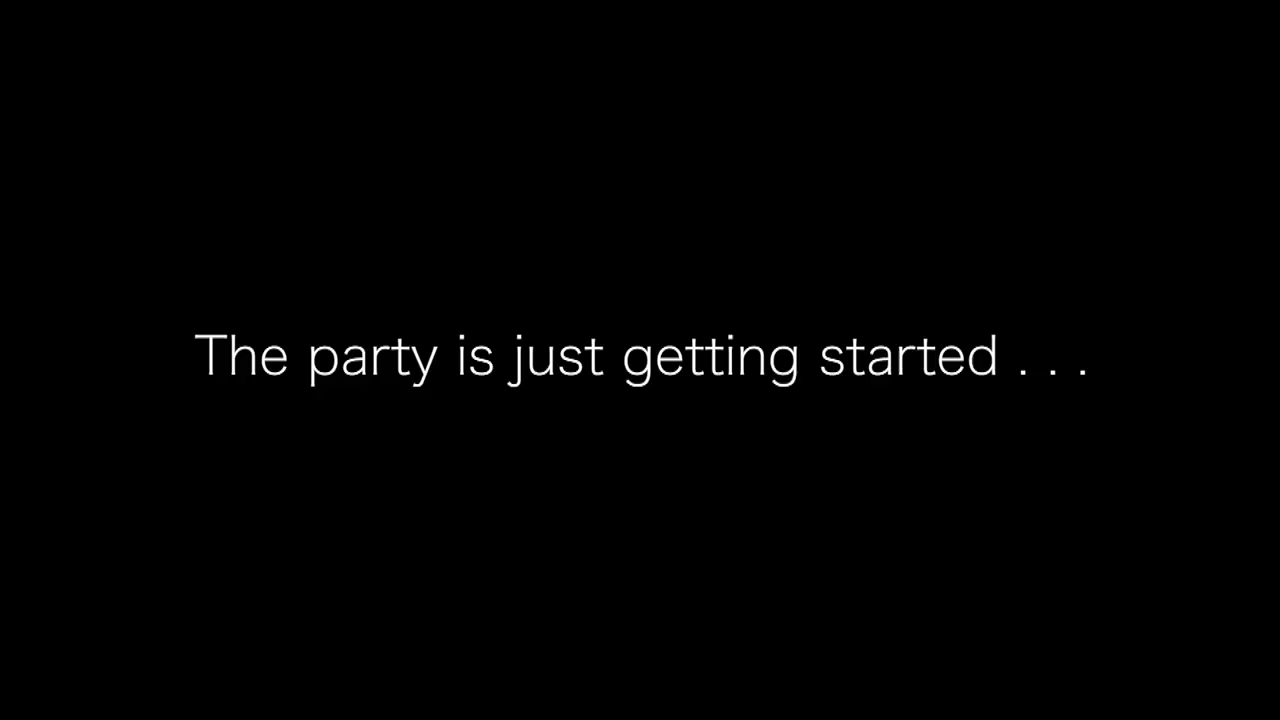 The party is just getting started . . .